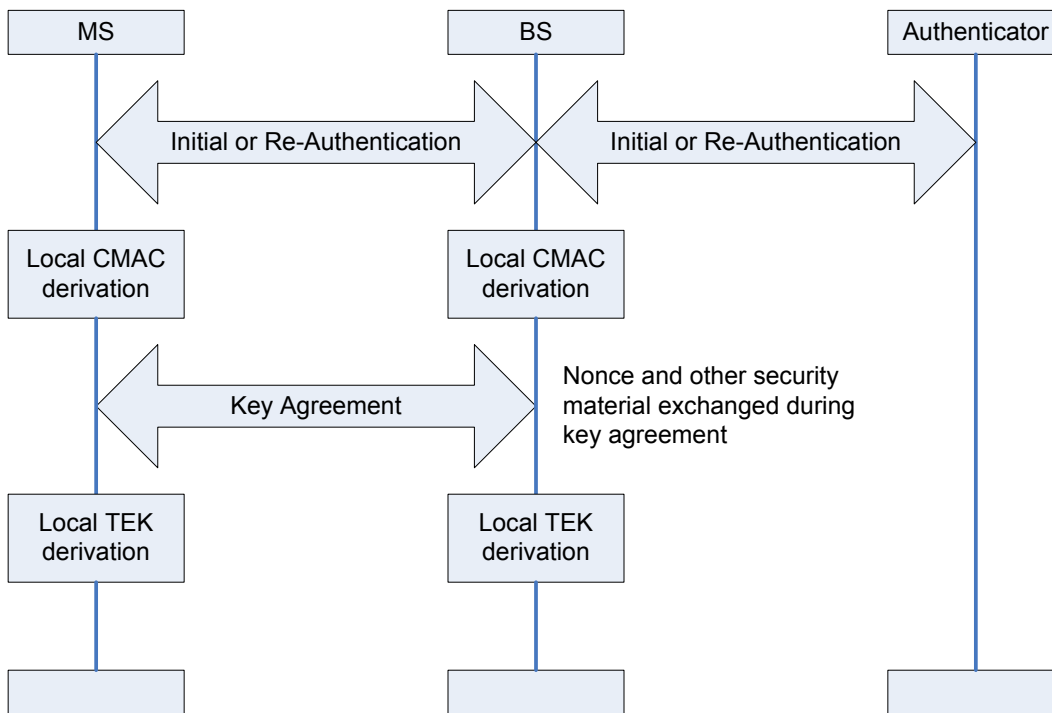 MS
BS
Authenticator
Initial or Re-Authentication
Initial or Re-Authentication
Local CMAC
derivation
Local CMAC
derivation
Key Agreement
Nonce and other security
material exchanged during
key agreement
Local TEK
derivation
Local TEK
derivation